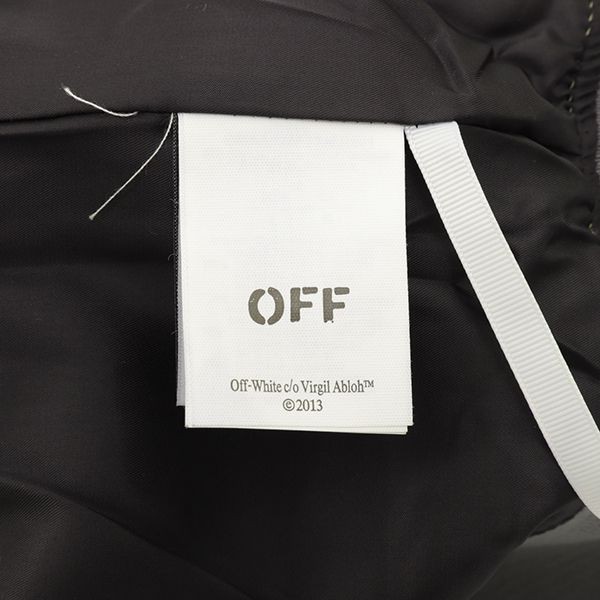 OFF
Off-White c/o Virgil Abloh™
©2013